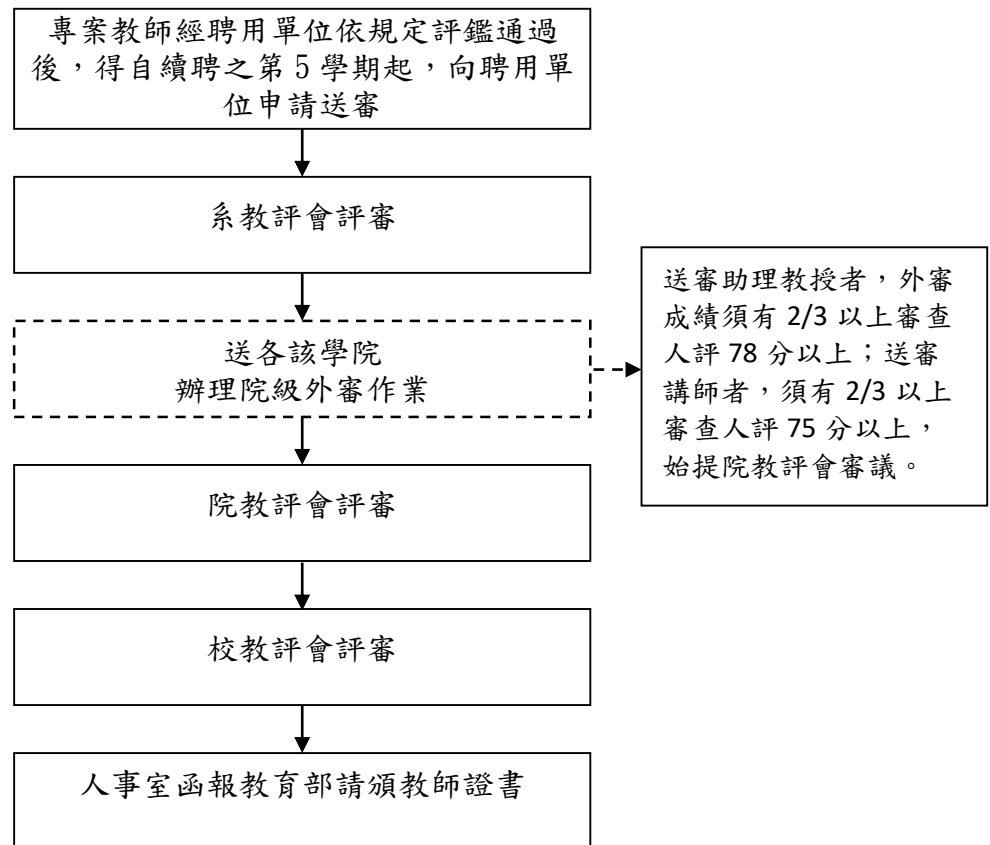 專案教師經聘用單位依規定評鑑通過
後，得自續聘之第 5 學期起，向聘用單
位申請送審
系教評會評審
送各該學院
辦理院級外審作業
送審助理教授者，外審
成績須有 2/3 以上審查
人評 78 分以上；送審
講師者，須有 2/3 以上
審查人評 75 分以上，
始提院教評會審議。
院教評會評審
校教評會評審
人事室函報教育部請頒教師證書